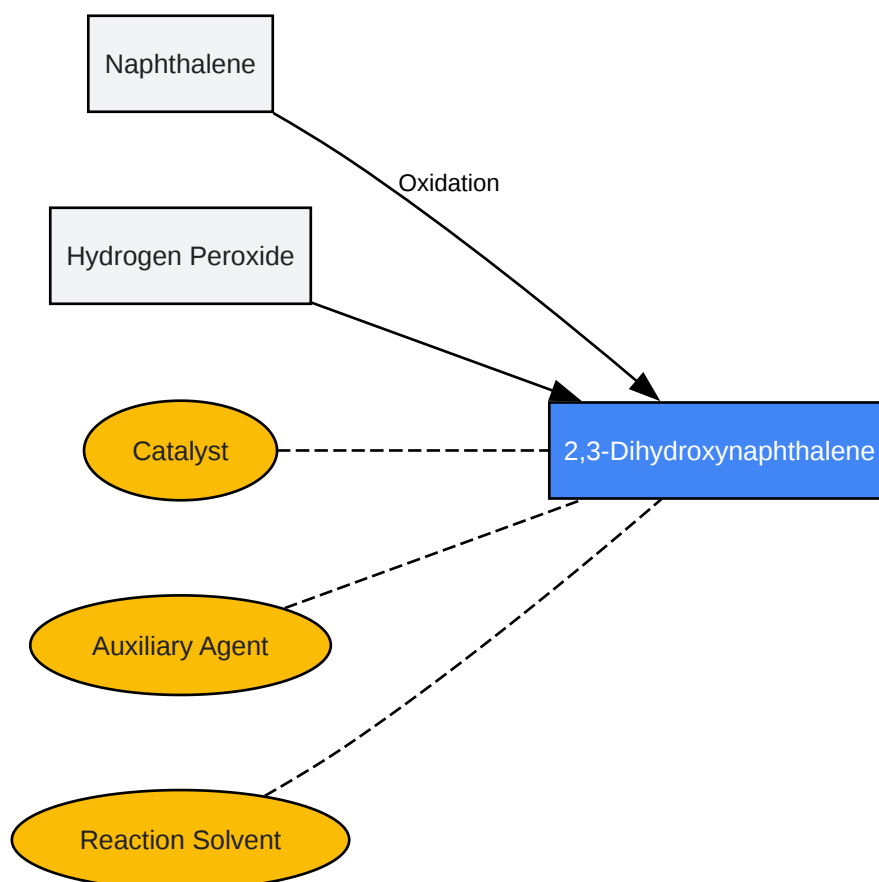 Naphthalene
Oxidation
Hydrogen Peroxide
Catalyst
2,3-Dihydroxynaphthalene
Auxiliary Agent
Reaction Solvent